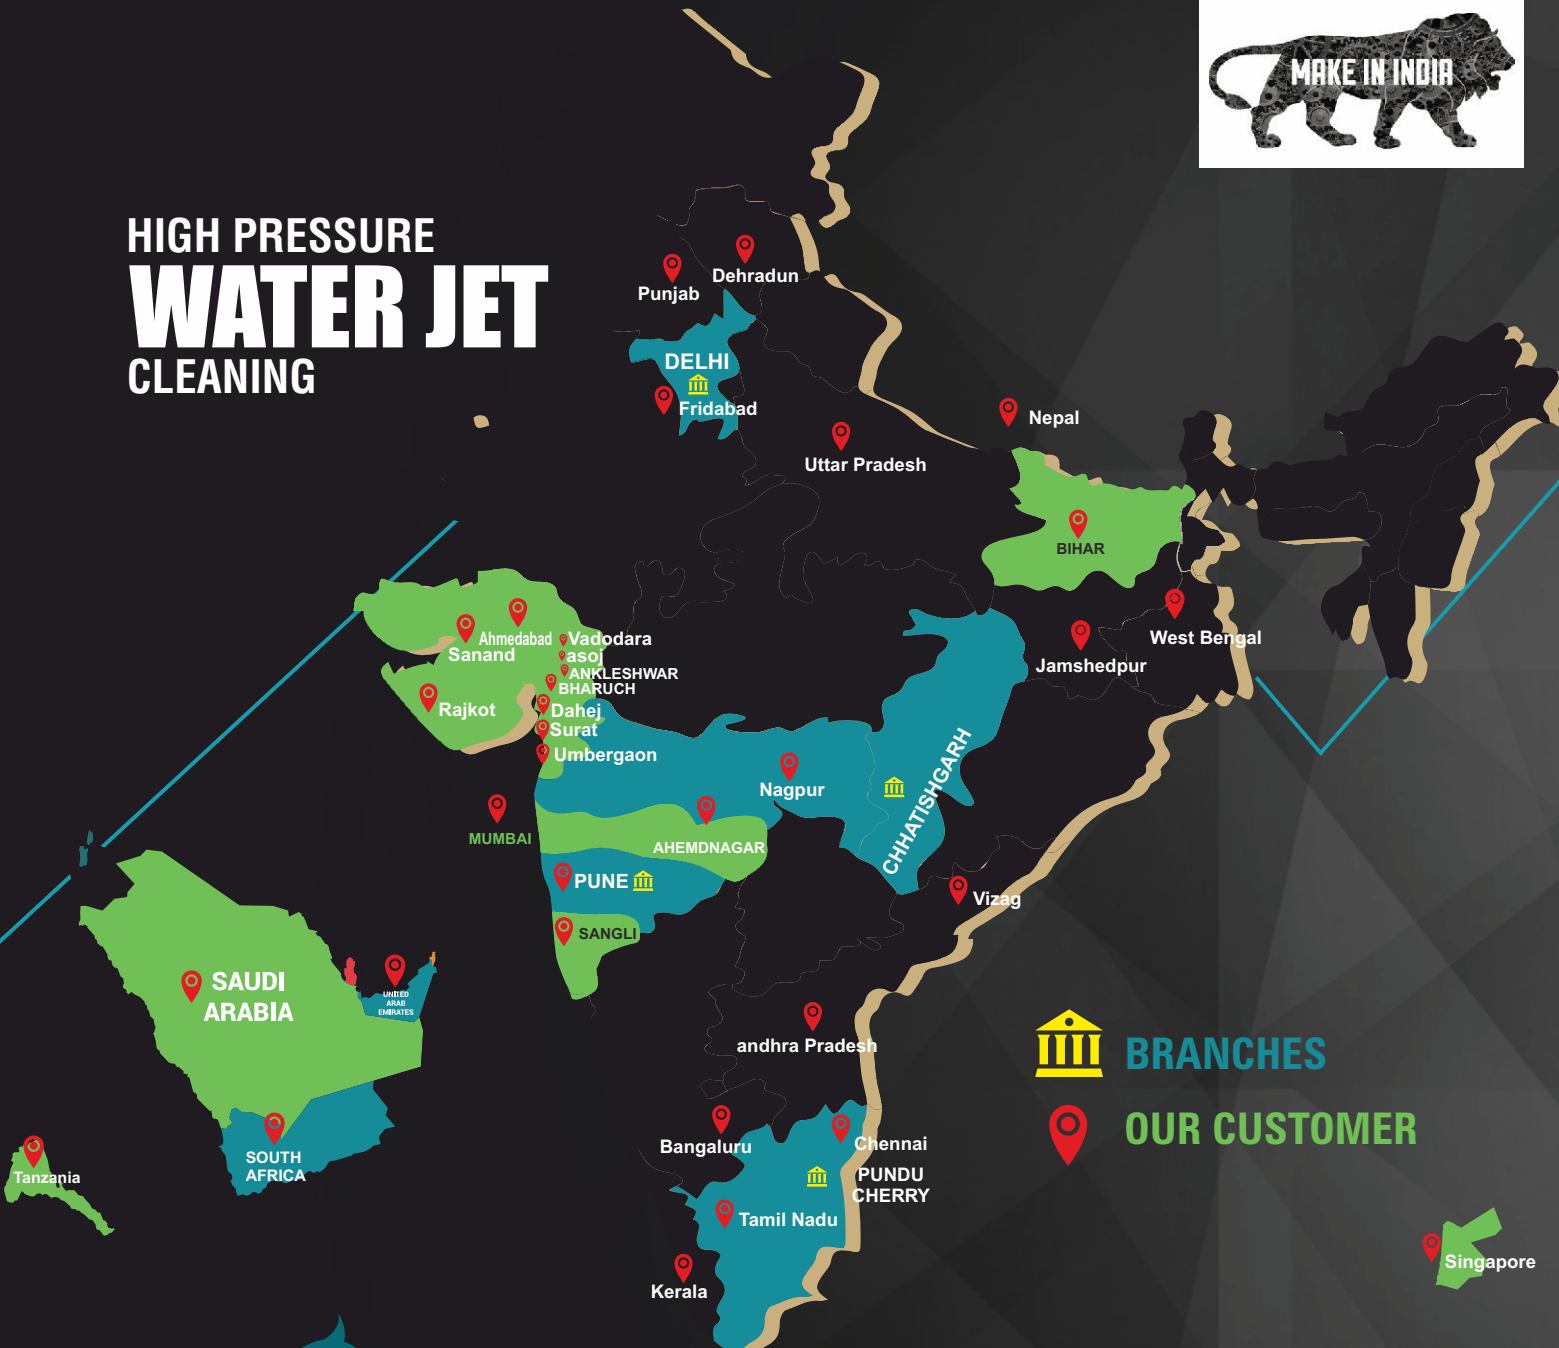 MAKE IN INDIA
HIGH PRESSURE
WATER JET
CLEANING
Dehradun
Punjab
DELHI
Fridabad
Nepal
Uttar Pradesh
BIHAR
West Bengal
Jamshedpur
Ahmedabad
Sanand
Vadodara
asoj
ANKLESHWAR
BHARUCH
Rajkot
Dahej
Surat
Umbergaon
Nagpur
CHHATISHGARH
MUMBAI
AHEMDNAGAR
PUNE
Vizag
SANGLI
SAUDI
ARABIA
UNITED
ARAB
EMIRATES
andhra Pradesh
BRANCHES
OUR CUSTOMER
Bangaluru
Chennai
PUNDU
CHERRY
SOUTH
AFRICA
Tanzania
Tamil Nadu
Kerala
Singapore